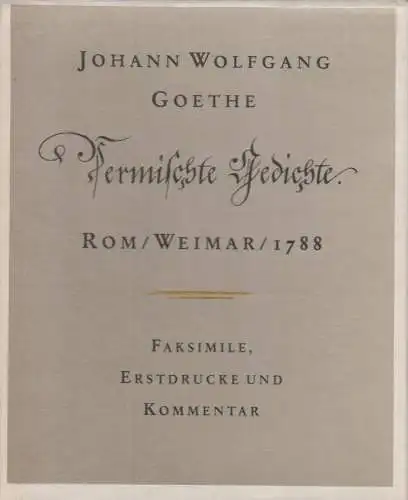 JOHANN WOLFGANG
GOETHE
Vermiſchte Gedichte.
ROM/WEIMAR/1788
FAKSIMILE,
ERSTDRUCKE UND
KOMMENTAR